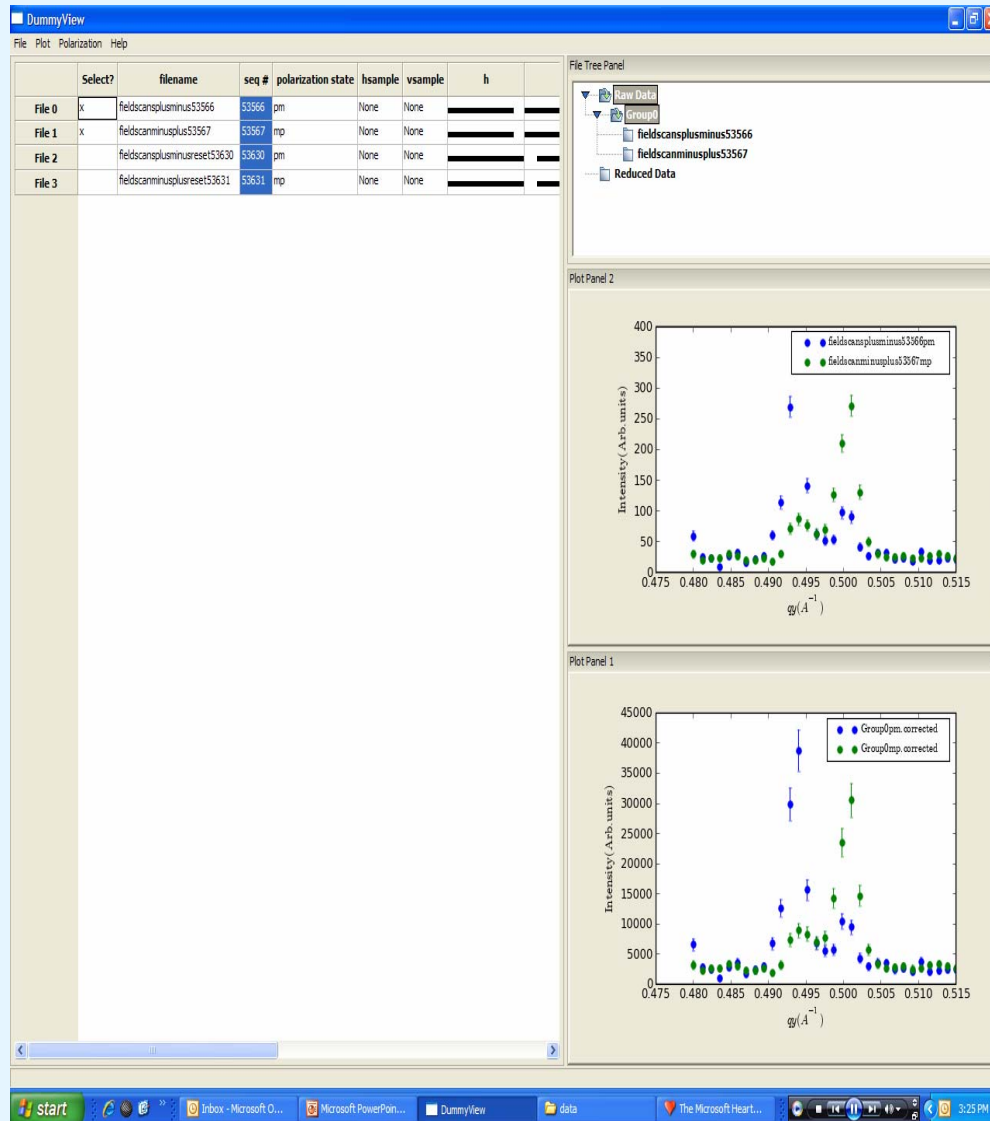 DummyView
File Plot Polarization Help
Select? filename seq # polarization state hsample vsample h
File 0 x fieldscansplusminus53566 53566 pm None None
File 1 x fieldscanminusplus53567 53567 mp None None
File 2 fieldscansplusminusreset53630 53630 pm None None
File 3 fieldscanminusplusreset53631 53631 mp None None
File Tree Panel
Raw Data
Group0
fieldscansplusminus53566
fieldscanminusplus53567
Reduced Data
Plot Panel 2
400
350
300
250
200
150
100
50
0
Intensity(Arb.units)
fieldscansplusminus53566pm
fieldscanminusplus53567mp
0.475 0.480 0.485 0.490 0.495 0.500 0.505 0.510 0.515
qy(A⁻¹)
Plot Panel 1
45000
40000
35000
30000
25000
20000
15000
10000
5000
0
Intensity(Arb.units)
Group0pm.corrected
Group0mp.corrected
0.475 0.480 0.485 0.490 0.495 0.500 0.505 0.510 0.515
qy(A⁻¹)
start Inbox - Microsoft O... Microsoft PowerPoin... DummyView data The Microsoft Heart... 3:25 PM